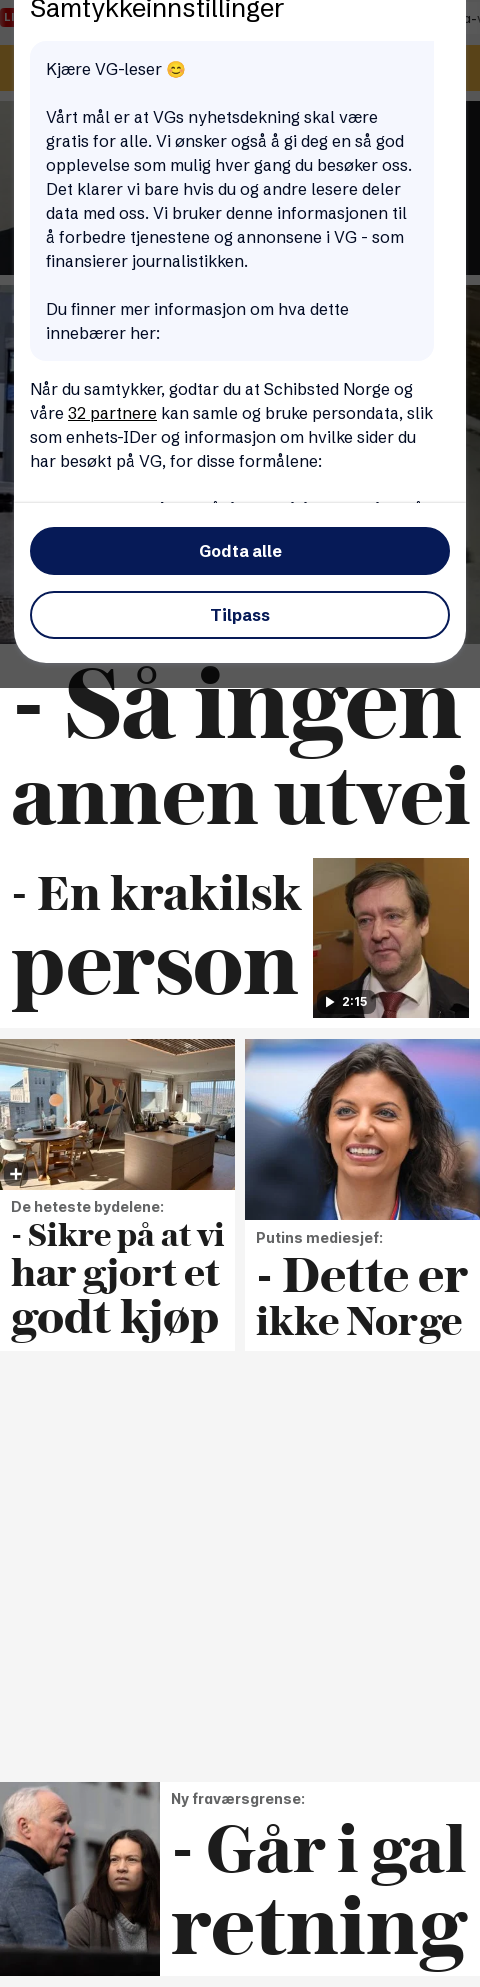 Samtykkeinnstillinger
Kjære VG-leser 😊
Vårt mål er at VGs nyhetsdekning skal være
gratis for alle. Vi ønsker også å gi deg en så god
opplevelse som mulig hver gang du besøker oss.
Det klarer vi bare hvis du og andre lesere deler
data med oss. Vi bruker denne informasjonen til
å forbedre tjenestene og annonsene i VG - som
finansierer journalistikken.
Du finner mer informasjon om hva dette
innebærer her:
Når du samtykker, godtar du at Schibsted Norge og
våre 32 partnere kan samle og bruke persondata, slik
som enhets-IDer og informasjon om hvilke sider du
har besøkt på VG, for disse formålene:
Godta alle
Tilpass
- Så ingen
annen utvei
- En krakilsk
person
2:15
De heteste bydelene:
- Sikre på at vi
har gjort et
godt kjøp
Putins mediesjef:
- Dette er
ikke Norge
Ny fraværsgrense:
- Går i gal
retning